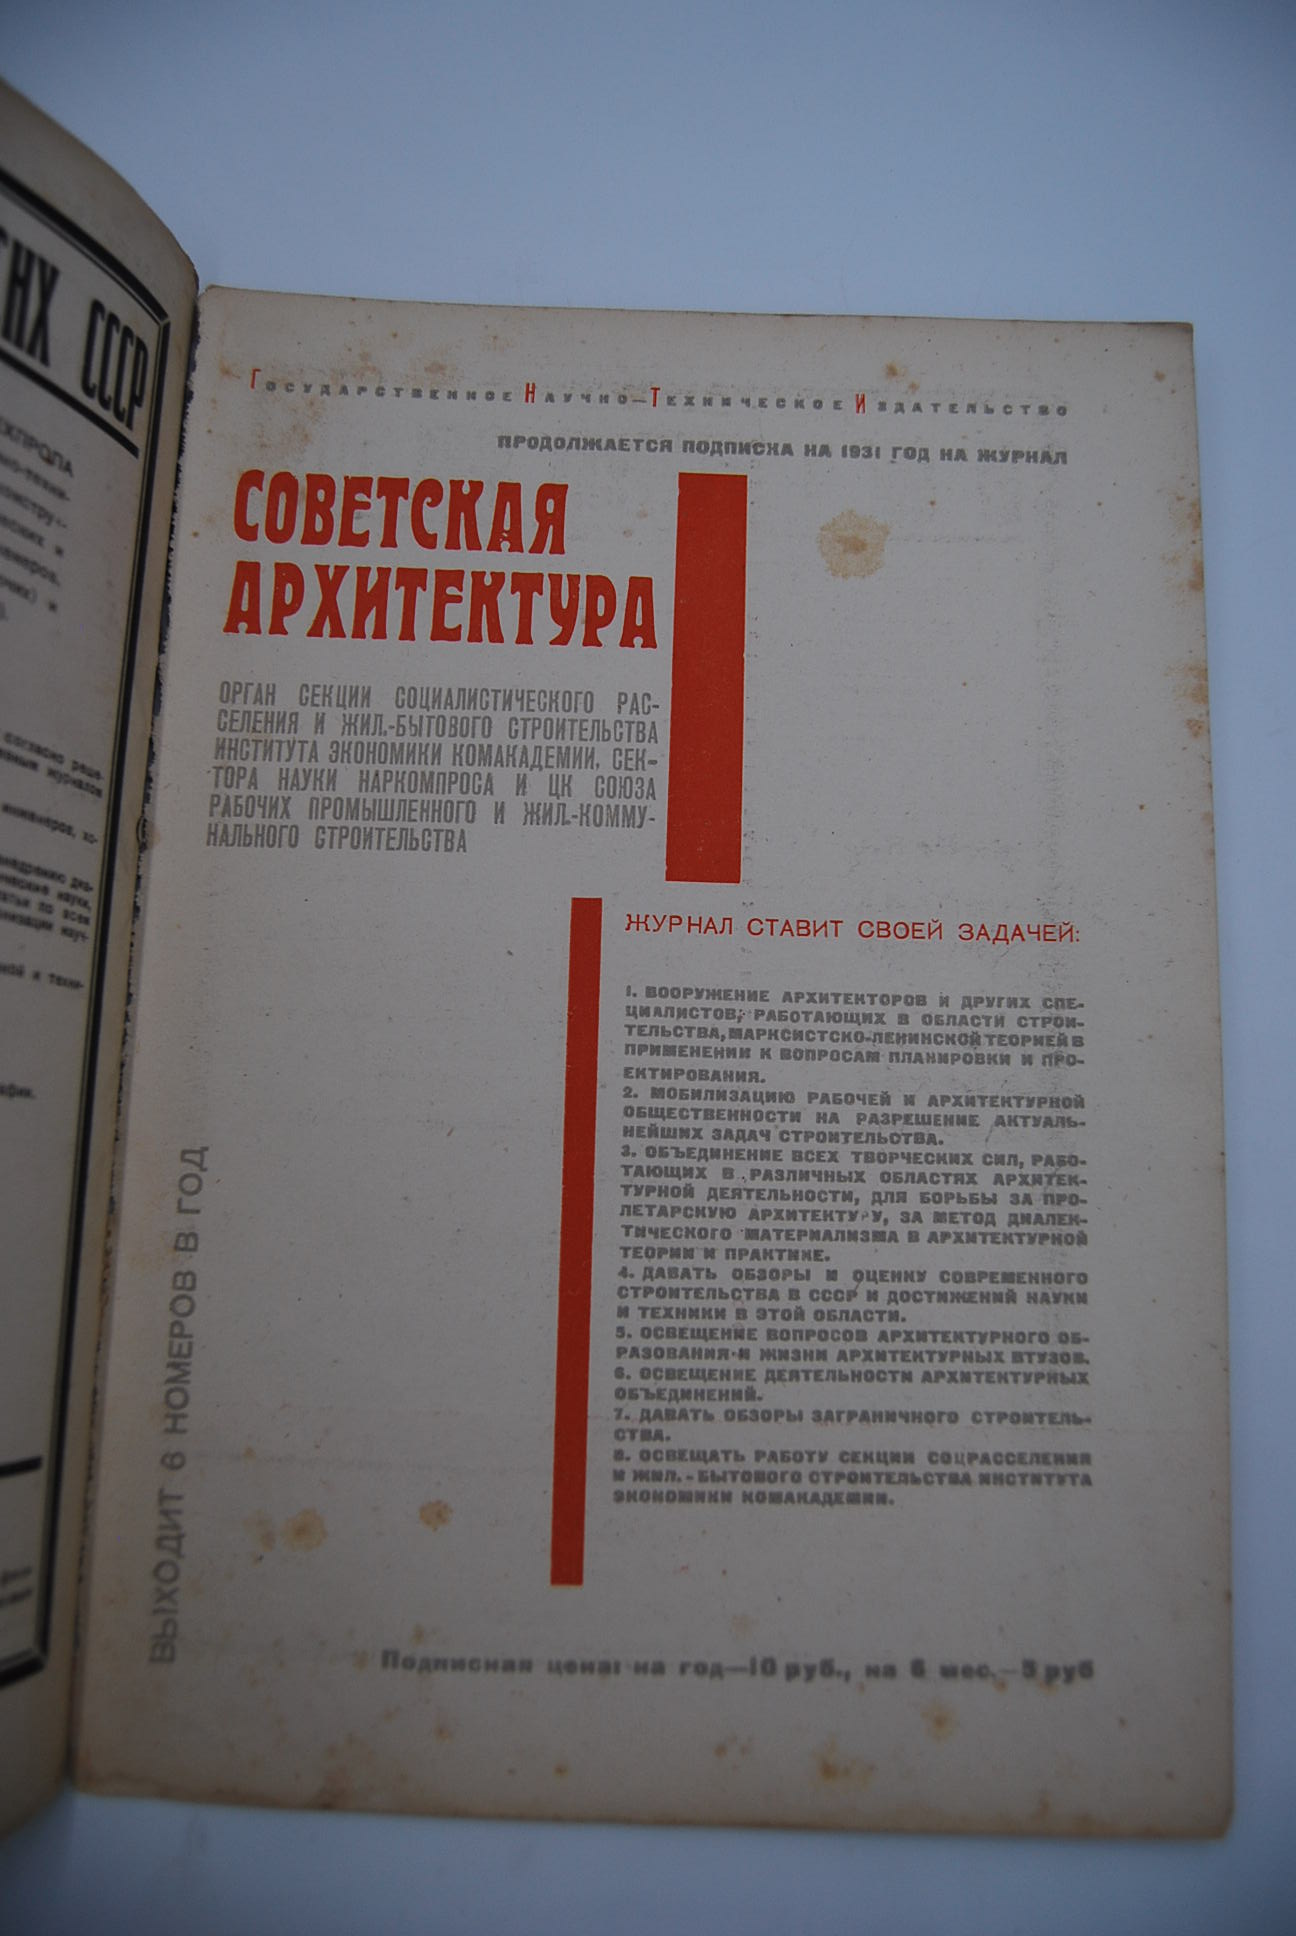 СНХ СССР
ГОСУДАРСТВЕННОЕ НАУЧНО—ТЕХНИЧЕСКОЕ ИЗДАТЕЛЬСТВО
ПРОДОЛЖАЕТСЯ ПОДПИСКА НА 1931 ГОД НА ЖУРНАЛ
СОВЕТСКАЯ
АРХИТЕКТУРА
ОРГАН СЕКЦИИ СОЦИАЛИСТИЧЕСКОГО РАС-
СЕЛЕНИЯ И ЖИЛ.-БЫТОВОГО СТРОИТЕЛЬСТВА
ИНСТИТУТА ЭКОНОМИКИ КОМАКАДЕМИИ, СЕК-
ТОРА НАУКИ НАРКОМПРОСА И ЦК СОЮЗА
РАБОЧИХ ПРОМЫШЛЕННОГО И ЖИЛ.-КОММУ-
НАЛЬНОГО СТРОИТЕЛЬСТВА
ЖУРНАЛ СТАВИТ СВОЕЙ ЗАДАЧЕЙ:
1. ВООРУЖЕНИЕ АРХИТЕКТОРОВ И ДРУГИХ СПЕ-
ЦИАЛИСТОВ, РАБОТАЮЩИХ В ОБЛАСТИ СТРОИ-
ТЕЛЬСТВА, МАРКСИСТСКО-ЛЕНИНСКОЙ ТЕОРИЕЙ В
ПРИМЕНЕНИИ К ВОПРОСАМ ПЛАНИРОВКИ И ПРО-
ЕКТИРОВАНИЯ.
2. МОБИЛИЗАЦИЮ РАБОЧЕЙ И АРХИТЕКТУРНОЙ
ОБЩЕСТВЕННОСТИ НА РАЗРЕШЕНИЕ АКТУАЛЬ-
НЕЙШИХ ЗАДАЧ СТРОИТЕЛЬСТВА.
3. ОБЪЕДИНЕНИЕ ВСЕХ ТВОРЧЕСКИХ СИЛ, РАБО-
ТАЮЩИХ В РАЗЛИЧНЫХ ОБЛАСТЯХ АРХИТЕК-
ТУРНОЙ ДЕЯТЕЛЬНОСТИ, ДЛЯ БОРЬБЫ ЗА ПРО-
ЛЕТАРСКУЮ АРХИТЕКТУРУ, ЗА МЕТОД ДИАЛЕК-
ТИЧЕСКОГО МАТЕРИАЛИЗМА В АРХИТЕКТУРНОЙ
ТЕОРИИ И ПРАКТИКЕ.
4. ДАВАТЬ ОБЗОРЫ И ОЦЕНКУ СОВРЕМЕННОГО
СТРОИТЕЛЬСТВА В СССР И ДОСТИЖЕНИЙ НАУКИ
И ТЕХНИКИ В ЭТОЙ ОБЛАСТИ.
5. ОСВЕЩЕНИЕ ВОПРОСОВ АРХИТЕКТУРНОГО ОБ-
РАЗОВАНИЯ И ЖИЗНИ АРХИТЕКТУРНЫХ ВТУЗОВ.
6. ОСВЕЩЕНИЕ ДЕЯТЕЛЬНОСТИ АРХИТЕКТУРНЫХ
ОБЪЕДИНЕНИЙ.
7. ДАВАТЬ ОБЗОРЫ ЗАГРАНИЧНОГО СТРОИТЕЛЬ-
СТВА.
8. ОСВЕЩАТЬ РАБОТУ СЕКЦИИ СОЦРАССЕЛЕНИЯ
И ЖИЛ.-БЫТОВОГО СТРОИТЕЛЬСТВА ИНСТИТУТА
ЭКОНОМИКИ КОМАКАДЕМИИ.
ВЫХОДИТ 6 НОМЕРОВ В ГОД
Подписная цена: на год—10 руб., на 6 мес.—5 руб